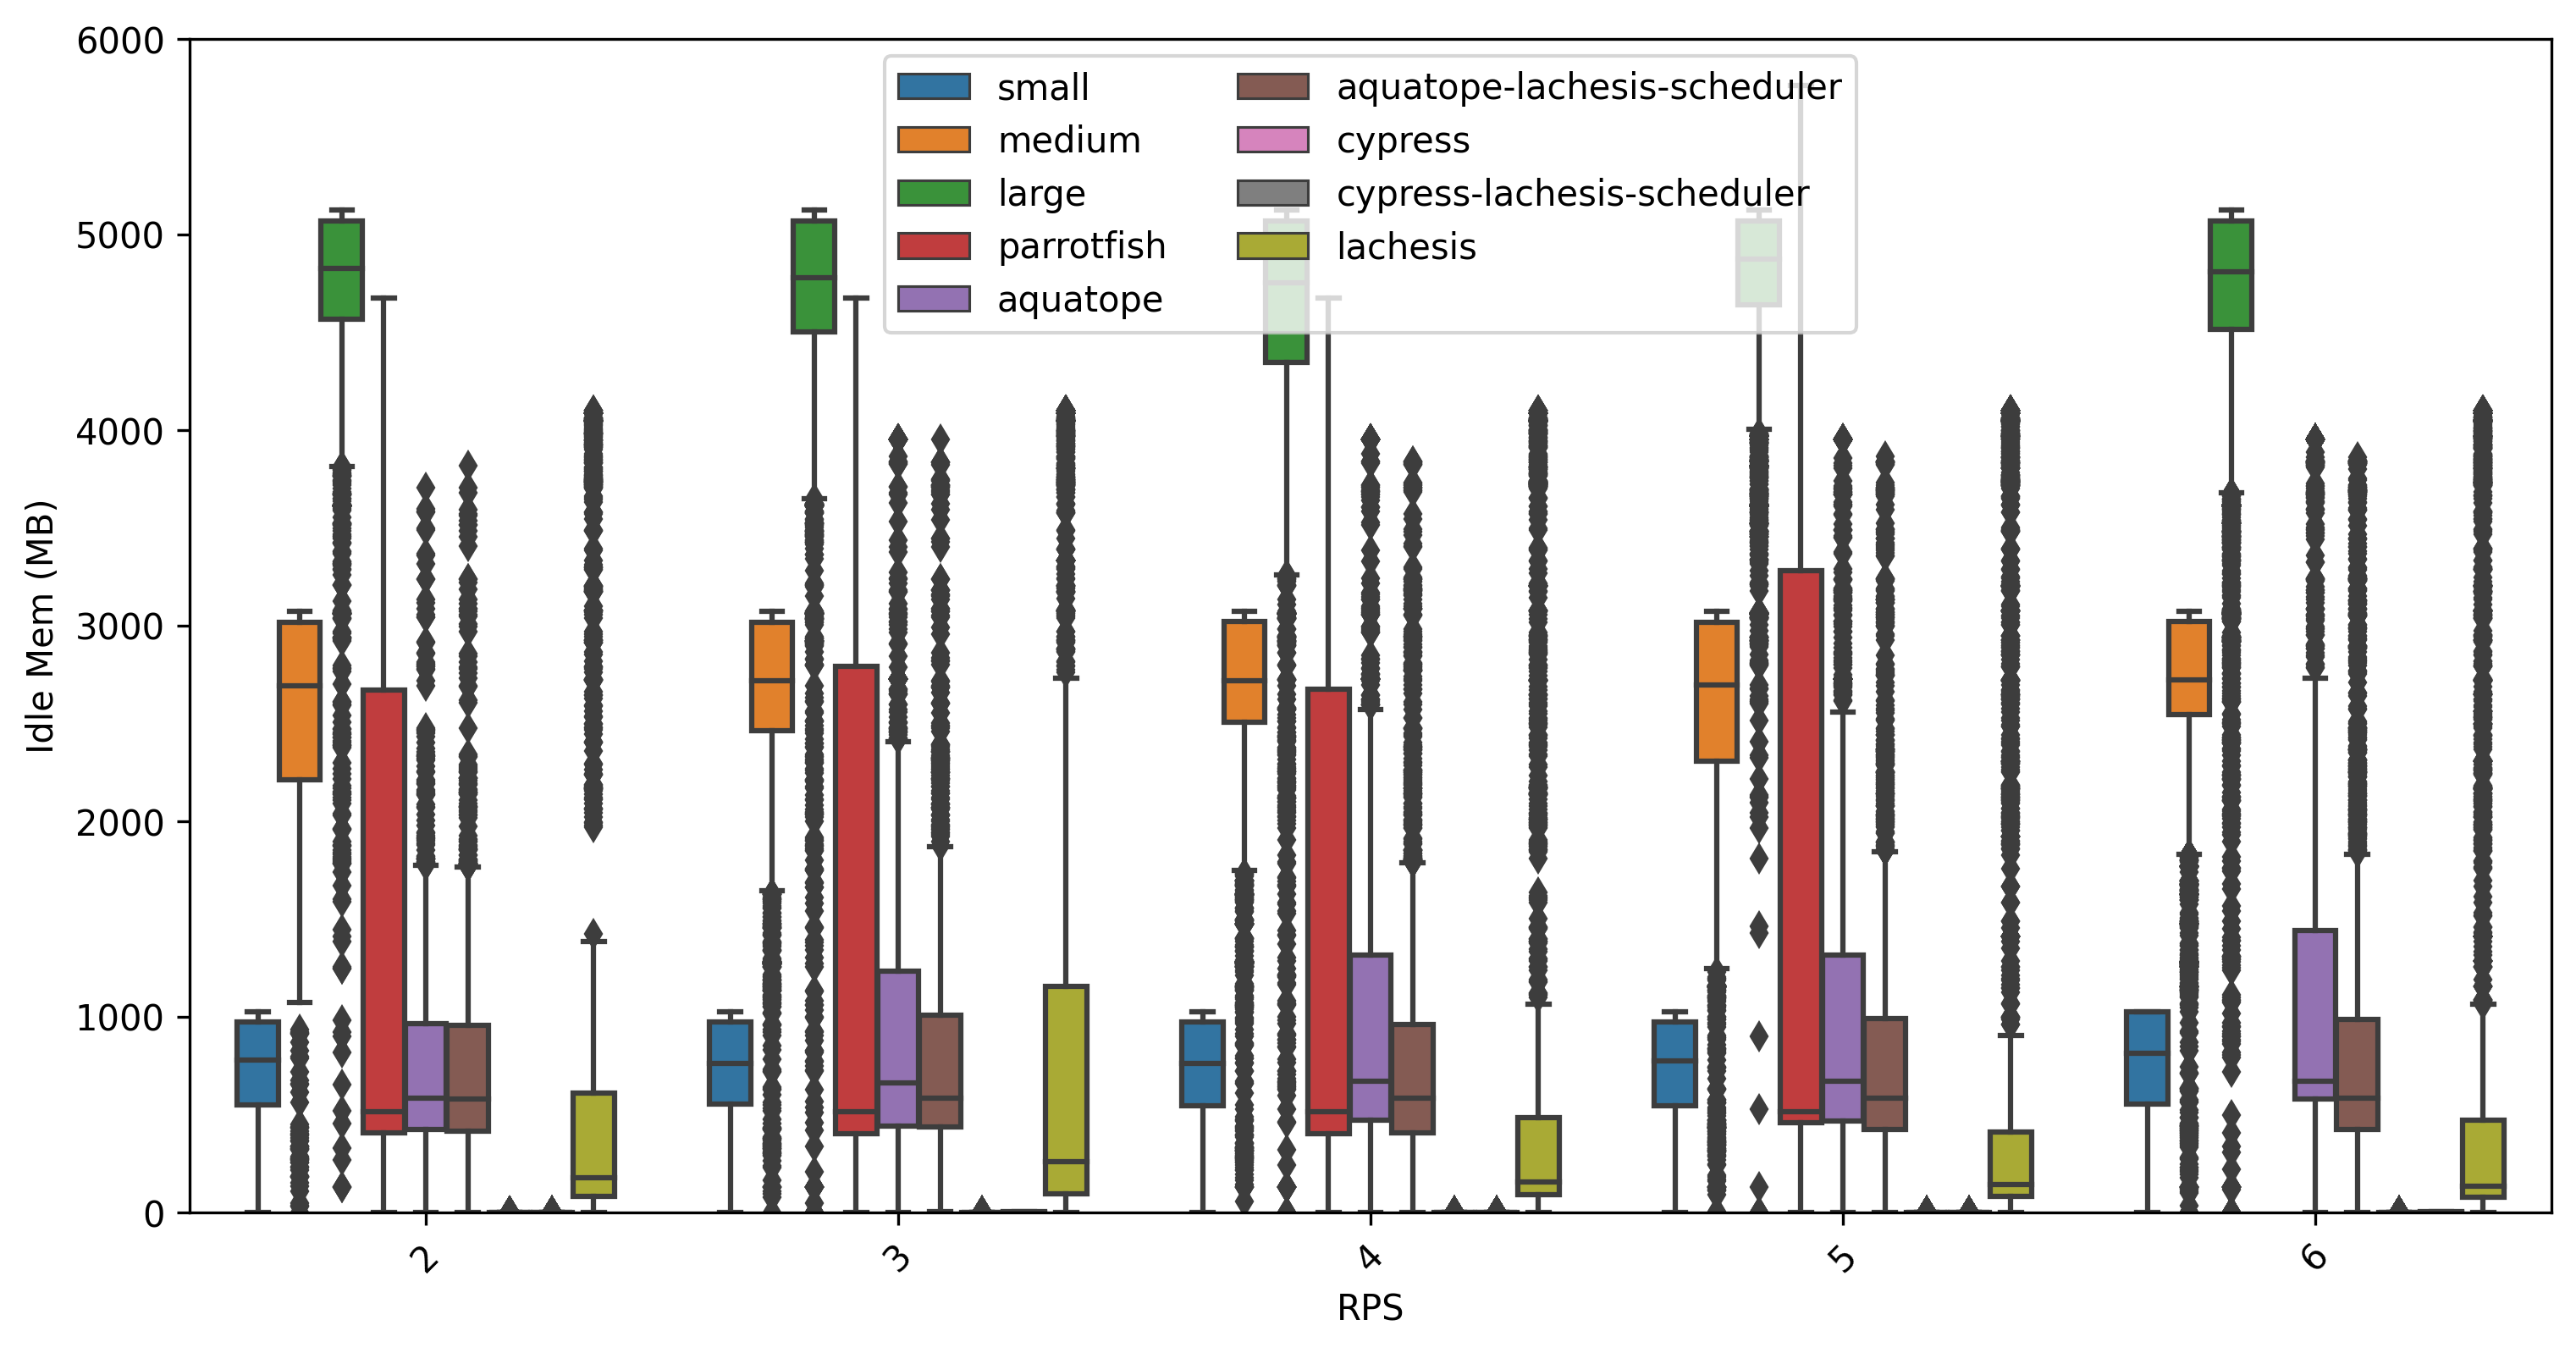 6000
5000
4000
3000
2000
1000
0
Idle Mem (MB)
small
medium
large
parrotfish
aquatope
aquatope-lachesis-scheduler
cypress
cypress-lachesis-scheduler
lachesis
2
3
4
5
6
RPS